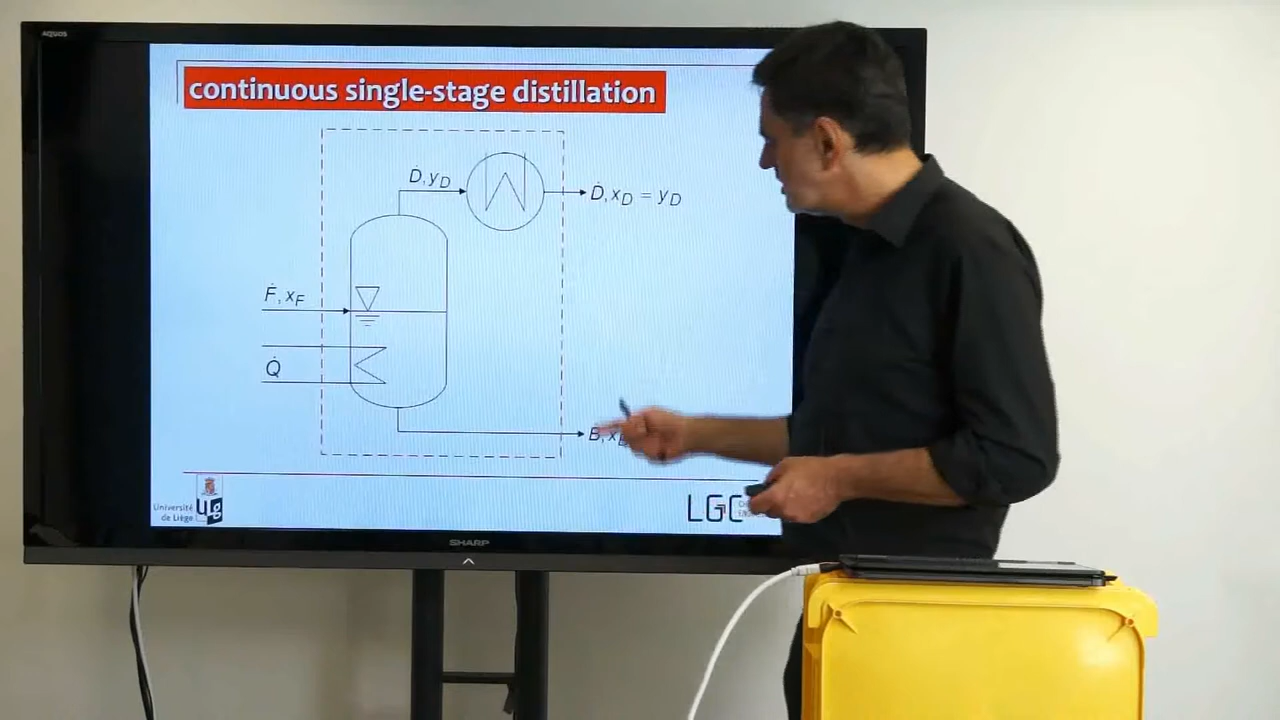 AQUOS
continuous single-stage distillation
Ḋ, y_D
Ḋ, x_D = y_D
Ḟ, x_F
Q̇
Université
de Liège
LGC
SHARP